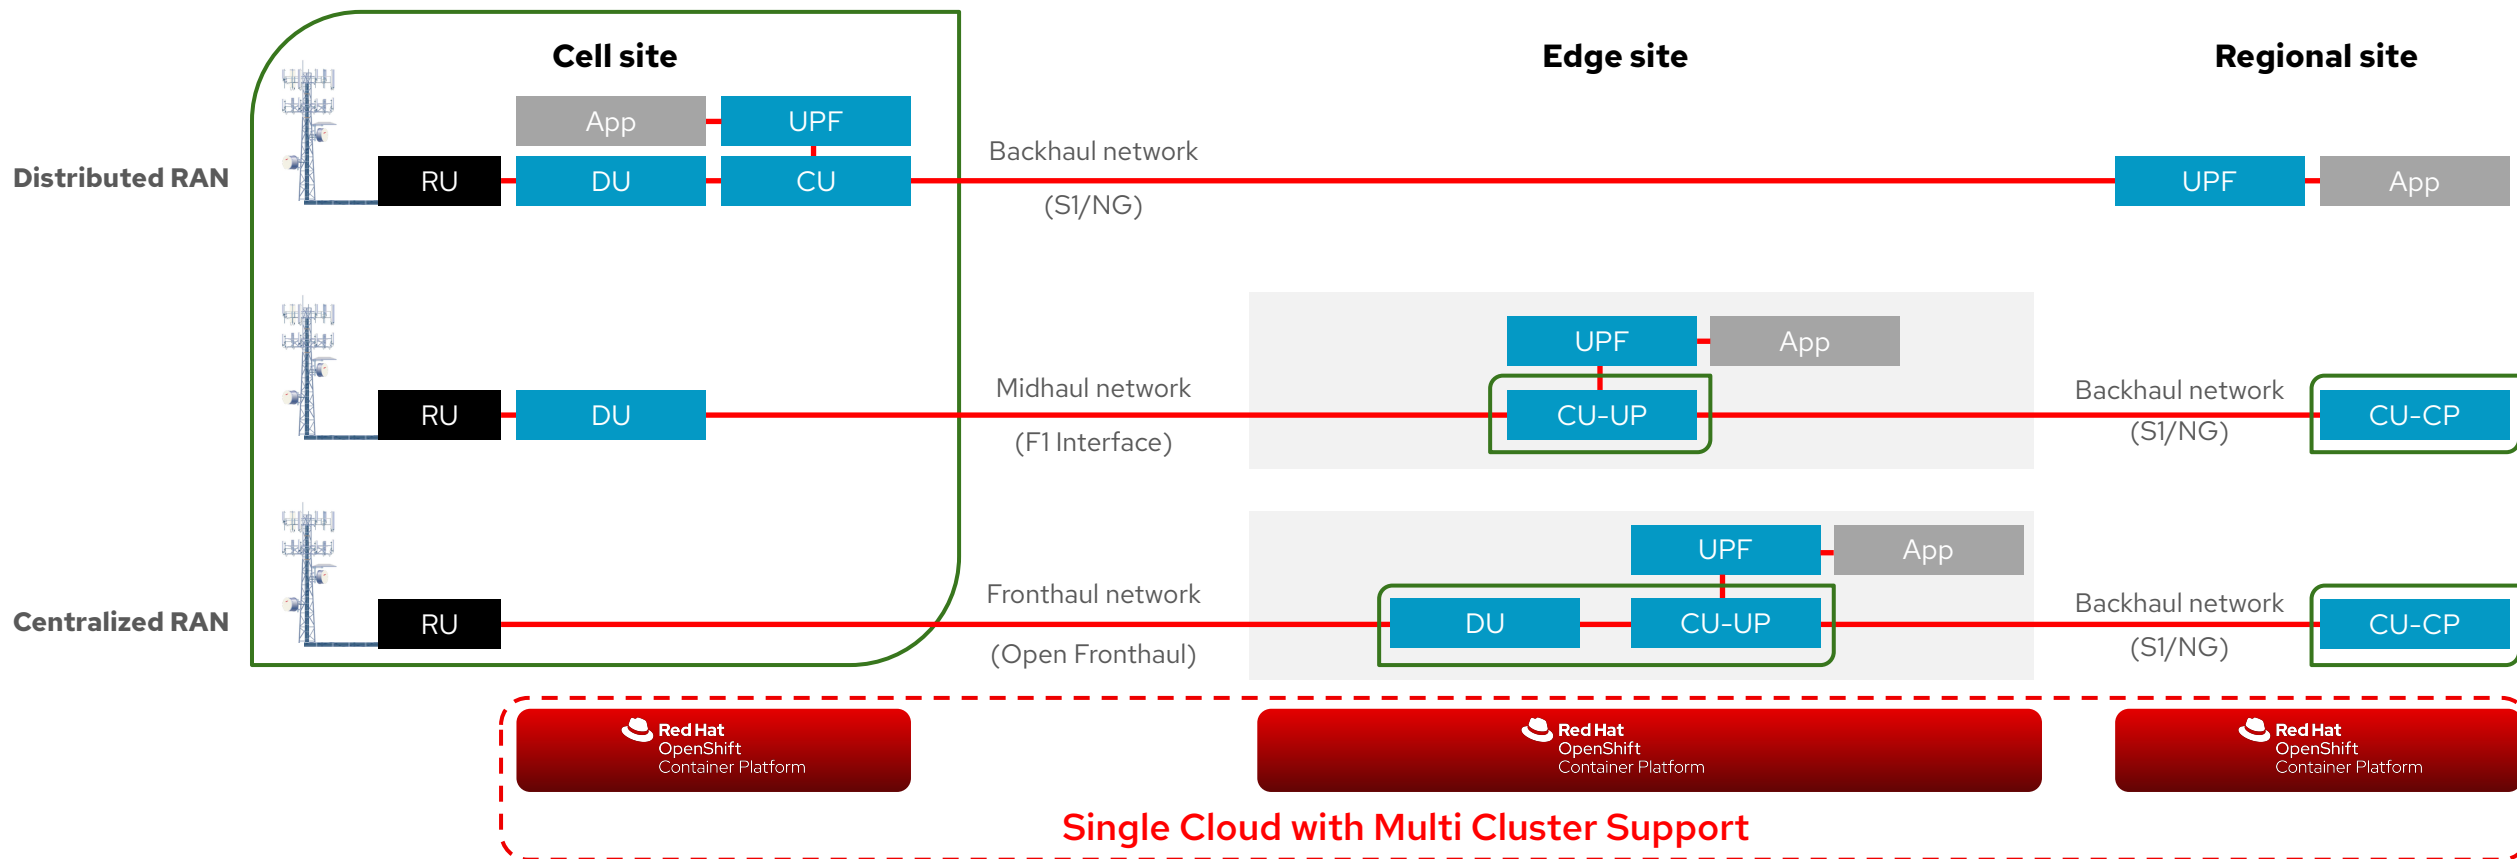 Cell site
Edge site
Regional site
App
UPF
Distributed RAN
RU
DU
CU
Backhaul network
(S1/NG)
UPF
App
UPF
App
RU
DU
Midhaul network
(F1 Interface)
CU-UP
Backhaul network
(S1/NG)
CU-CP
UPF
App
Centralized RAN
RU
Fronthaul network
(Open Fronthaul)
DU
CU-UP
Backhaul network
(S1/NG)
CU-CP
Red Hat
OpenShift
Container Platform
Red Hat
OpenShift
Container Platform
Red Hat
OpenShift
Container Platform
Single Cloud with Multi Cluster Support